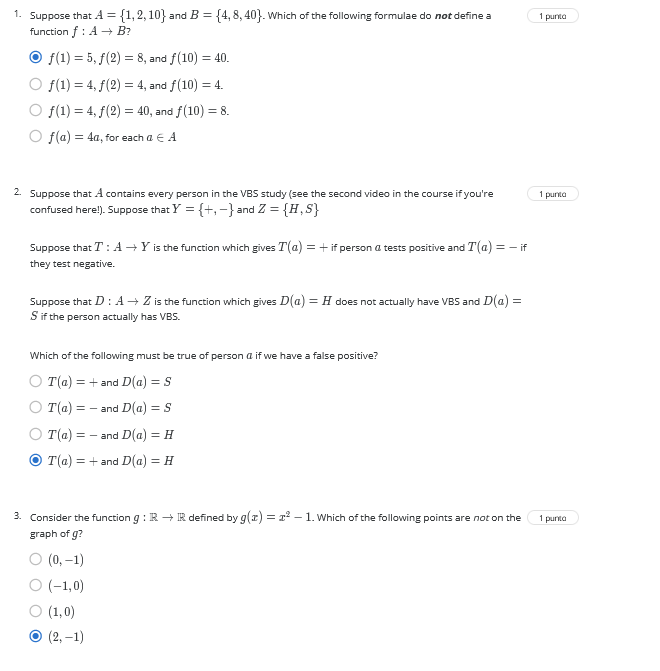 1. Suppose that A = {1, 2, 10} and B = {4, 8, 40}. Which of the following formulae do not define a
1 punto
function f : A → B?
f(1) = 5, f(2) = 8, and f(10) = 40.
f(1) = 4, f(2) = 4, and f(10) = 4.
f(1) = 4, f(2) = 40, and f(10) = 8.
f(a) = 4a, for each a ∈ A
2. Suppose that A contains every person in the VBS study (see the second video in the course if you're
1 punto
confused here!). Suppose that Y = {+, −} and Z = {H, S}
Suppose that T : A → Y is the function which gives T(a) = + if person a tests positive and T(a) = − if
they test negative.
Suppose that D : A → Z is the function which gives D(a) = H does not actually have VBS and D(a) =
S if the person actually has VBS.
Which of the following must be true of person a if we have a false positive?
T(a) = + and D(a) = S
T(a) = − and D(a) = S
T(a) = − and D(a) = H
T(a) = + and D(a) = H
3. Consider the function g : ℝ → ℝ defined by g(x) = x² − 1. Which of the following points are not on the
1 punto
graph of g?
(0, −1)
(−1, 0)
(1, 0)
(2, −1)